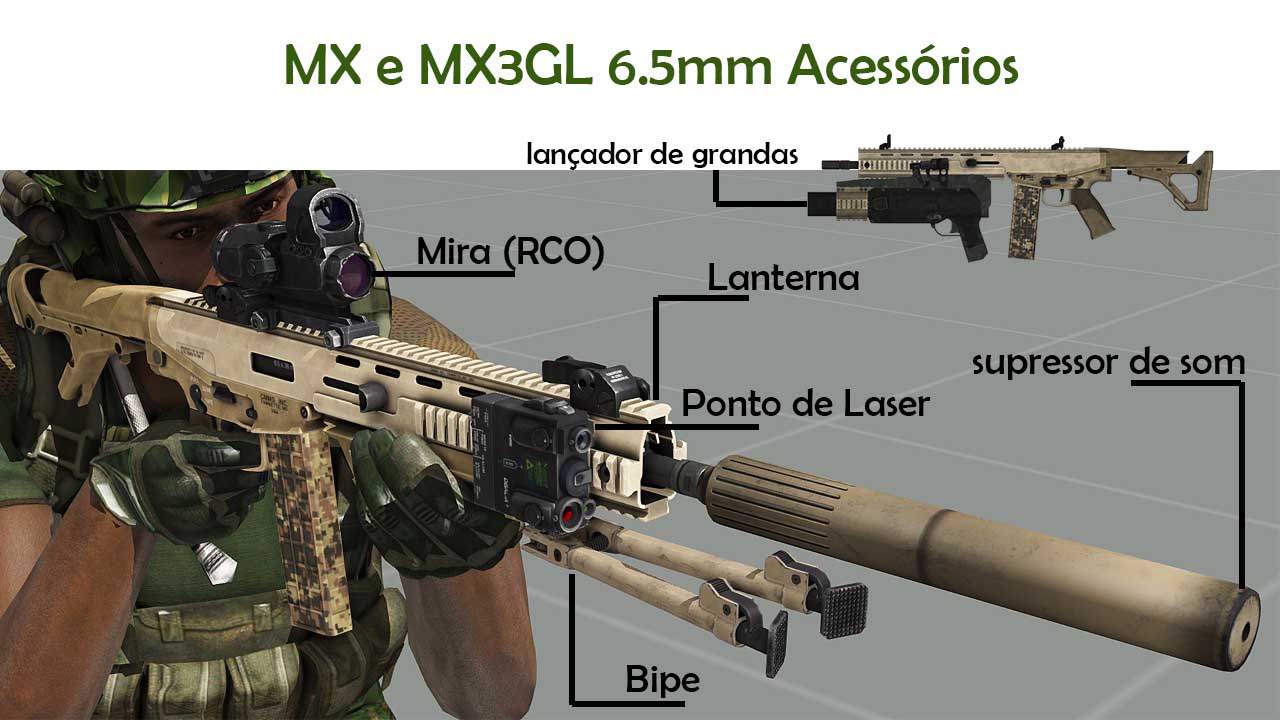 MX e MX3GL 6.5mm Acessórios
lançador de grandas
Mira (RCO)
Lanterna
supressor de som
Ponto de Laser
Bipe